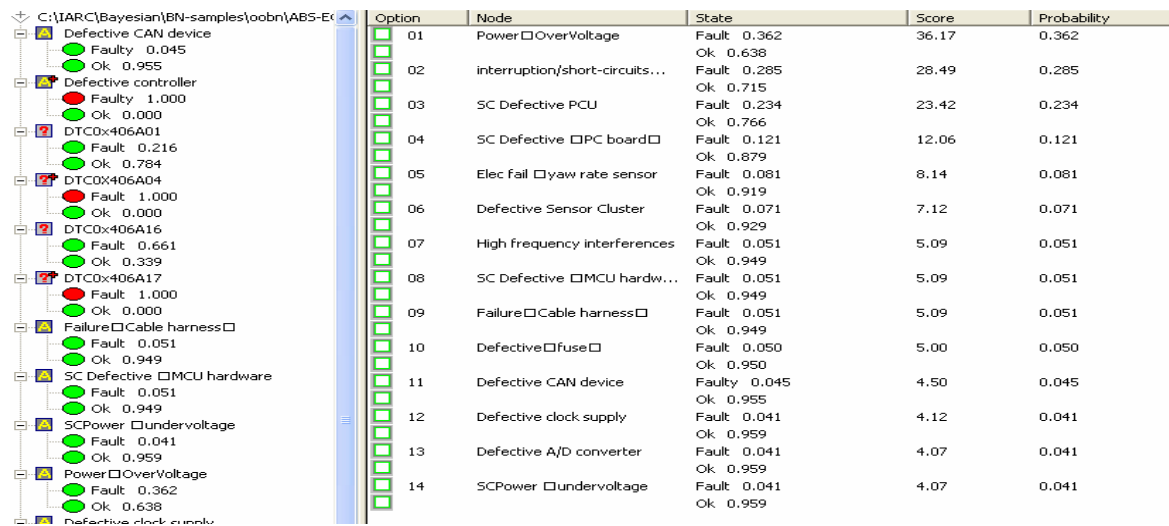 C:\IARC\Bayesian\BN-samples\oobn\ABS-E
Defective CAN device
Faulty 0.045
Ok 0.955
Defective controller
Faulty 1.000
Ok 0.000
DTC0x406A01
Fault 0.216
Ok 0.784
DTC0X406A04
Fault 1.000
Ok 0.000
DTC0x406A16
Fault 0.661
Ok 0.339
DTC0x406A17
Fault 1.000
Ok 0.000
Failure□Cable harness□
Fault 0.051
Ok 0.949
SC Defective □MCU hardware
Fault 0.051
Ok 0.949
SCPower □undervoltage
Fault 0.041
Ok 0.959
Power□OverVoltage
Fault 0.362
Ok 0.638
Defective clock supply
Option Node State Score Probability
01 Power□OverVoltage Fault 0.362 36.17 0.362
Ok 0.638
02 interruption/short-circuits... Fault 0.285 28.49 0.285
Ok 0.715
03 SC Defective PCU Fault 0.234 23.42 0.234
Ok 0.766
04 SC Defective □PC board□ Fault 0.121 12.06 0.121
Ok 0.879
05 Elec fail □yaw rate sensor Fault 0.081 8.14 0.081
Ok 0.919
06 Defective Sensor Cluster Fault 0.071 7.12 0.071
Ok 0.929
07 High frequency interferences Fault 0.051 5.09 0.051
Ok 0.949
08 SC Defective □MCU hardw... Fault 0.051 5.09 0.051
Ok 0.949
09 Failure□Cable harness□ Fault 0.051 5.09 0.051
Ok 0.949
10 Defective□fuse□ Fault 0.050 5.00 0.050
Ok 0.950
11 Defective CAN device Faulty 0.045 4.50 0.045
Ok 0.955
12 Defective clock supply Fault 0.041 4.12 0.041
Ok 0.959
13 Defective A/D converter Fault 0.041 4.07 0.041
Ok 0.959
14 SCPower □undervoltage Fault 0.041 4.07 0.041
Ok 0.959